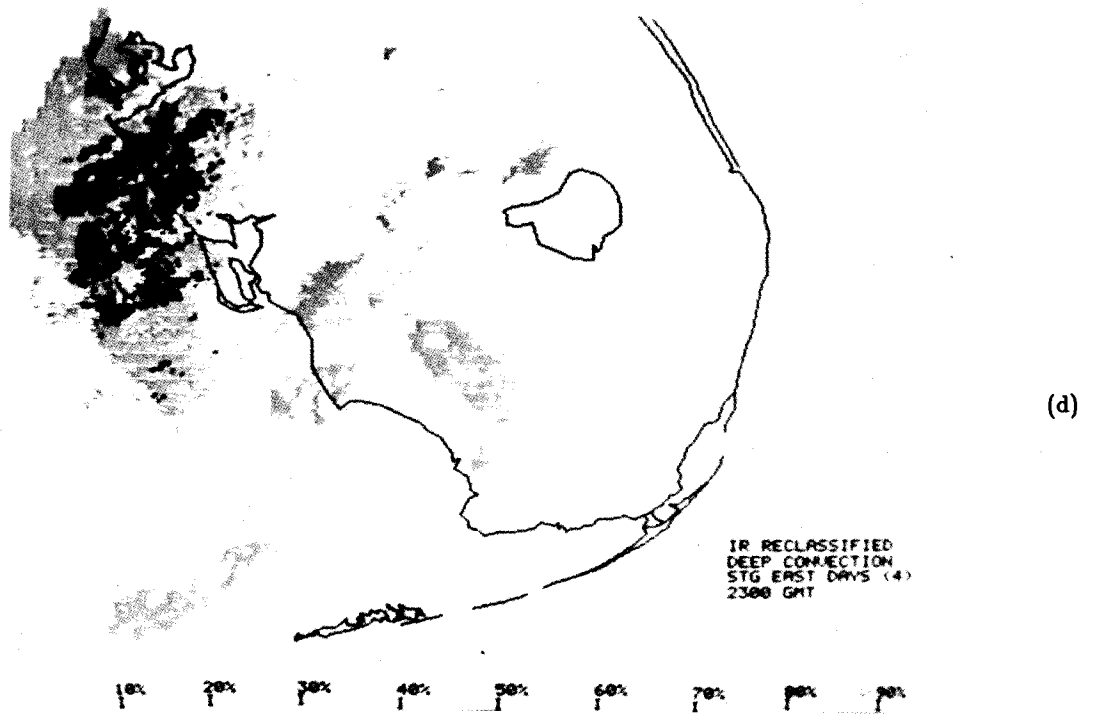 (d)
IR RECLASSIFIED
DEEP CONVECTION
STG EAST DAYS (4)
2300 GMT
10% 20% 30% 40% 50% 60% 70% 80% 90%